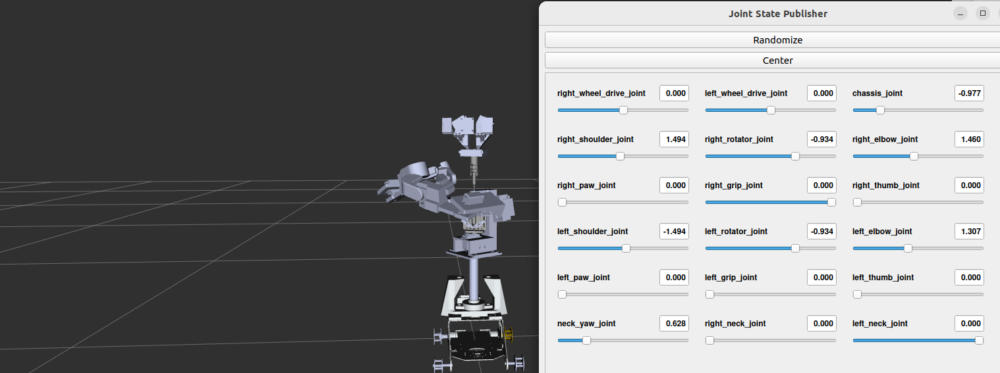 Joint State Publisher
Randomize
Center
right_wheel_drive_joint 0.000 left_wheel_drive_joint 0.000 chassis_joint -0.977
right_shoulder_joint 1.494 right_rotator_joint -0.934 right_elbow_joint 1.460
right_paw_joint 0.000 right_grip_joint 0.000 right_thumb_joint 0.000
left_shoulder_joint -1.494 left_rotator_joint -0.934 left_elbow_joint 1.307
left_paw_joint 0.000 left_grip_joint 0.000 left_thumb_joint 0.000
neck_yaw_joint 0.628 right_neck_joint 0.000 left_neck_joint 0.000